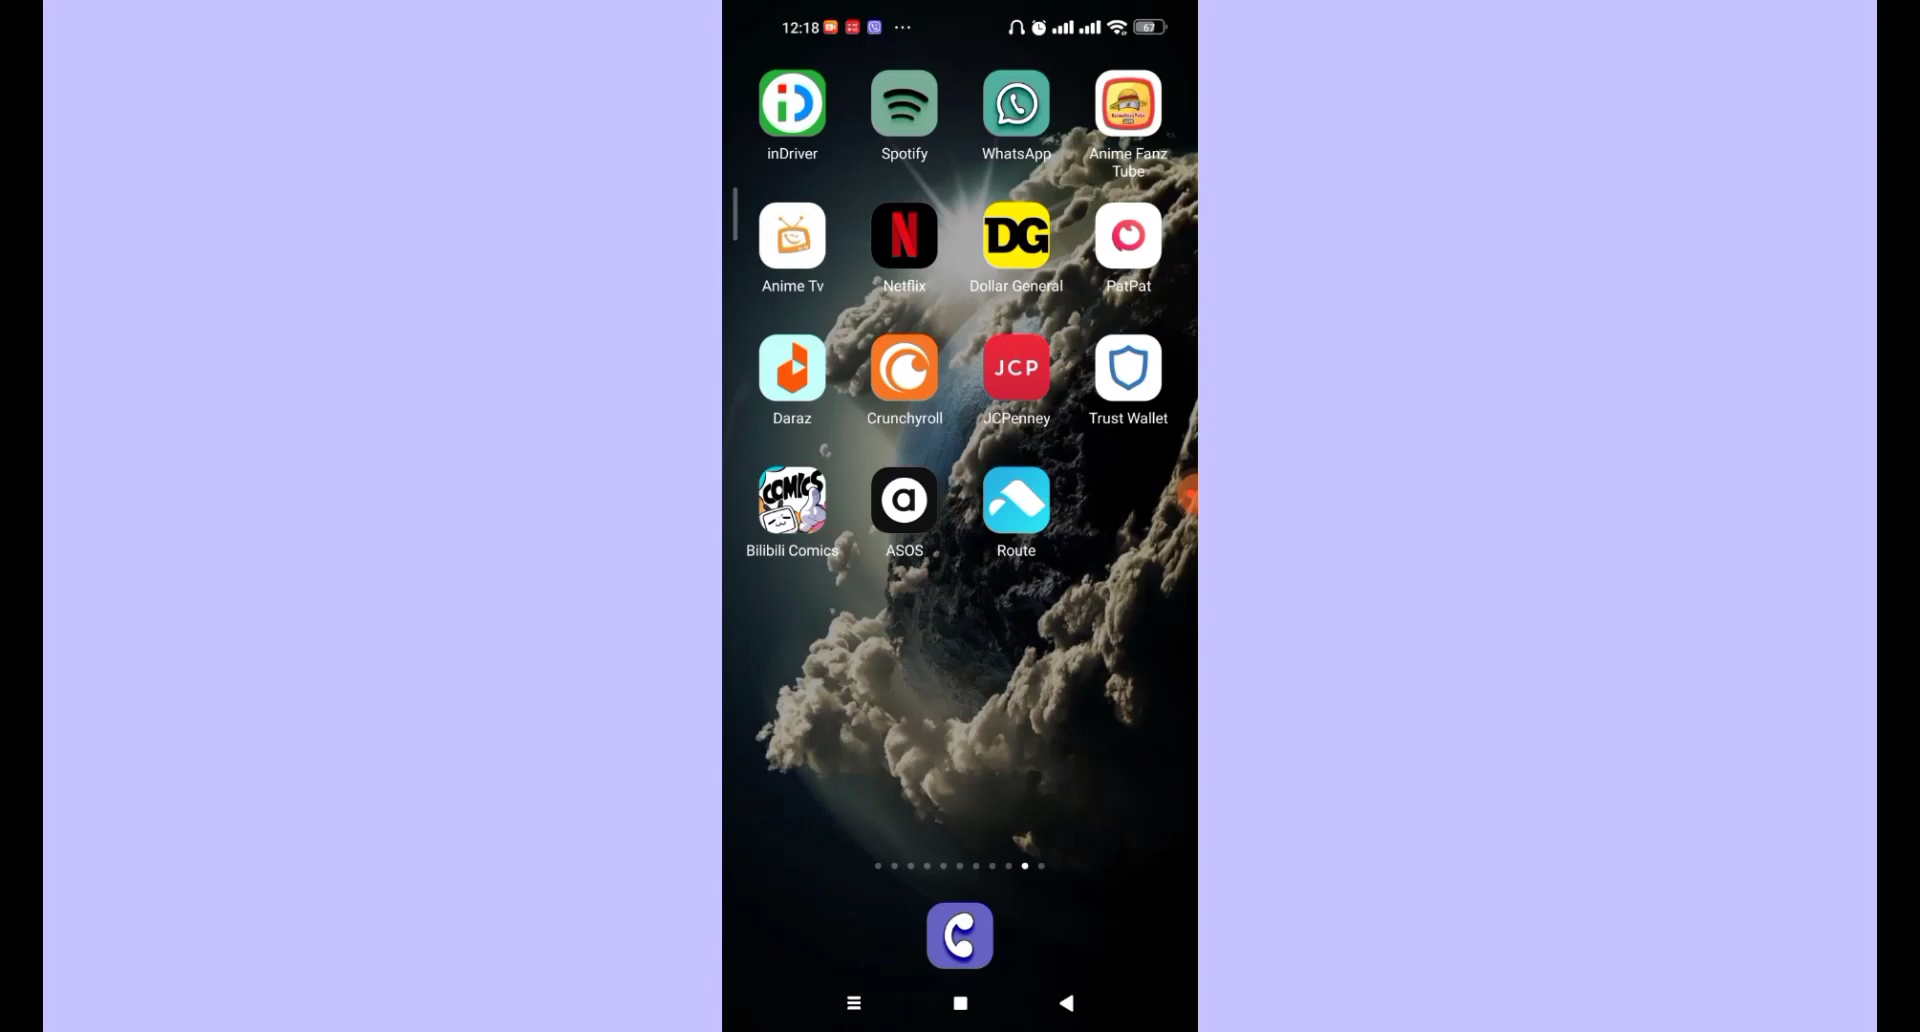 12:18
67
inDriver
Spotify
WhatsApp
Anime Fanz
Tube
DG
Anime Tv
Netflix
Dollar General
PatPat
JCP
Daraz
Crunchyroll
JCPenney
Trust Wallet
COMICS
Bilibili Comics
ASOS
Route